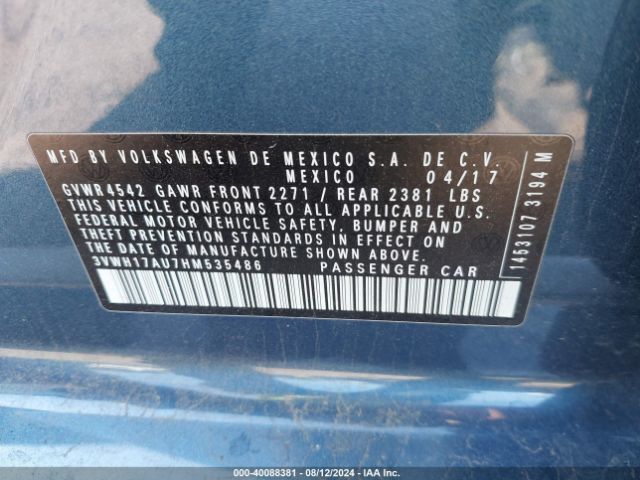 MFD BY VOLKSWAGEN DE MEXICO S.A. DE C.V.
MEXICO 04/17
GVWR 4542 GAWR FRONT 2271 / REAR 2381 LBS
THIS VEHICLE CONFORMS TO ALL APPLICABLE U.S.
FEDERAL MOTOR VEHICLE SAFETY, BUMPER AND
THEFT PREVENTION STANDARDS IN EFFECT ON
THE DATE OF MANUFACTURE SHOWN ABOVE.
3VWH17AU7HM535486 PASSENGER CAR
1453107 3194 M
000-40088381 - 08/12/2024 - IAA Inc.